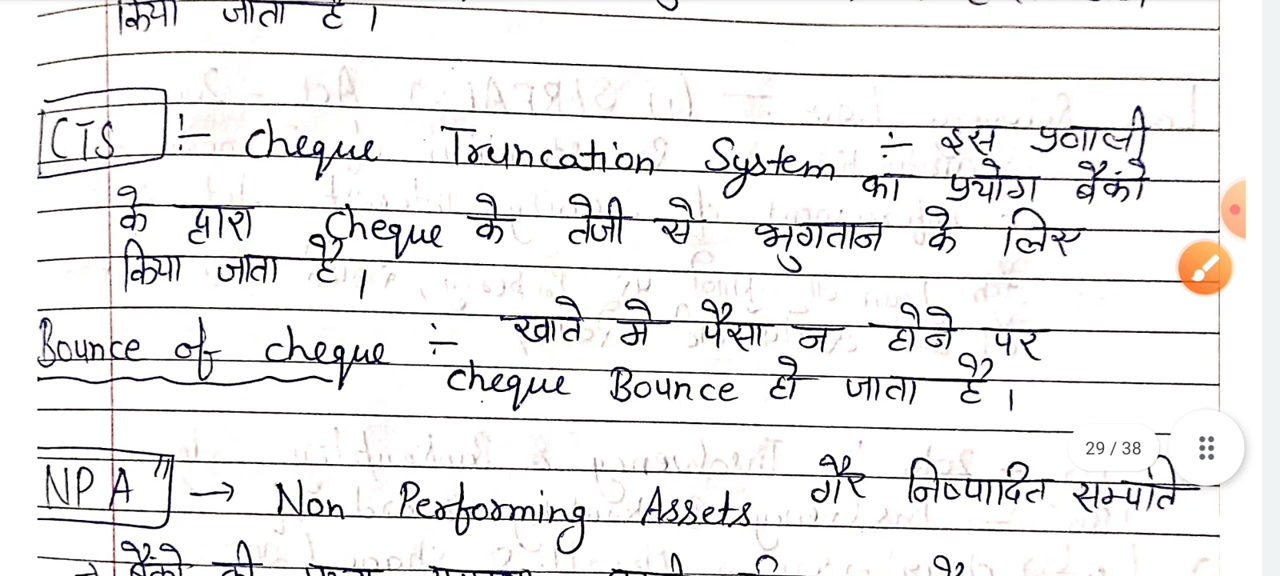 किया जाता है।
CTS :- Cheque Truncation System :- इस प्रणाली
का प्रयोग बैंको
के द्वारा Cheque के तेजी से भुगतान के लिए
किया जाता है।
Bounce of cheque :- खाते मे पैसा न होने पर
cheque Bounce हो जाता है।
29 / 38
NPA" → Non Performing Assets गैर निष्पादित सम्पति
→ बैंको की